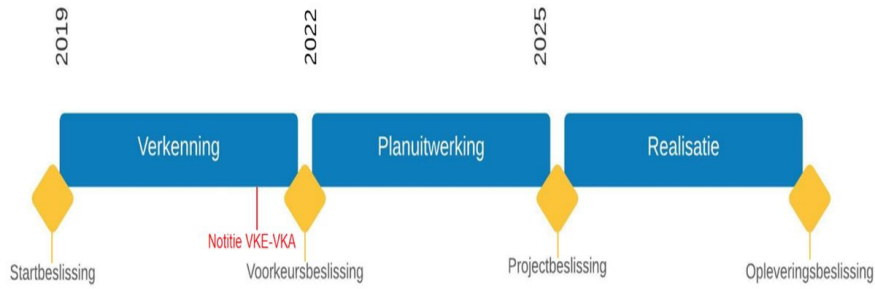 2019
2022
2025
Verkenning
Planuitwerking
Realisatie
Notitie VKE-VKA
Startbeslissing
Voorkeursbeslissing
Projectbeslissing
Opleveringsbeslissing